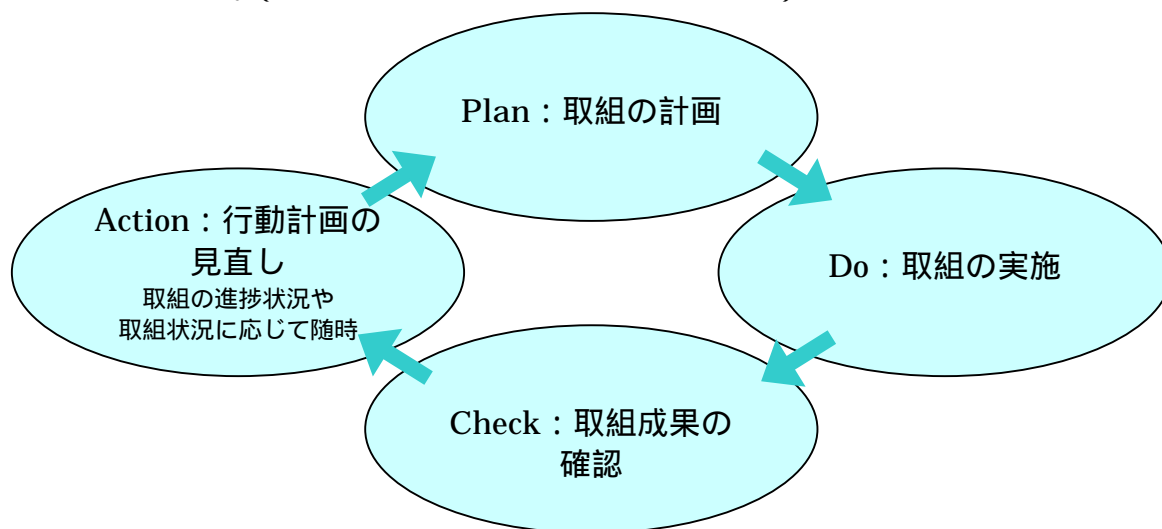 Plan：取組の計画
Action：行動計画の
見直し
取組の進捗状況や
取組状況に応じて随時
Do：取組の実施
Check：取組成果の
確認